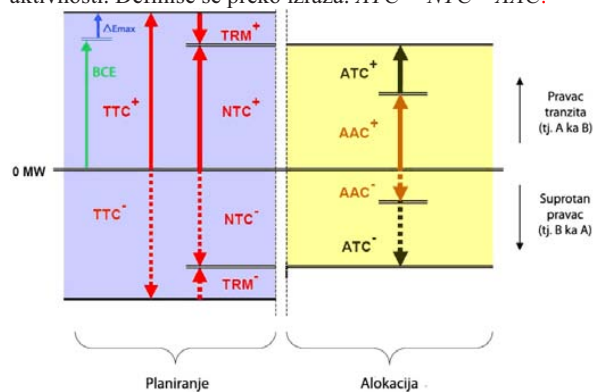 aktivnosti. Definiše se preko izraza: ATC = NTC − AAC.
ΔEmax
TRM+
BCE
ATC+
TTC+
NTC+
AAC+
Pravac
tranzita
(tj. A ka B)
0 MW
TTC-
NTC-
AAC-
ATC-
Suprotan
pravac
(tj. B ka A)
TRM-
Planiranje
Alokacija